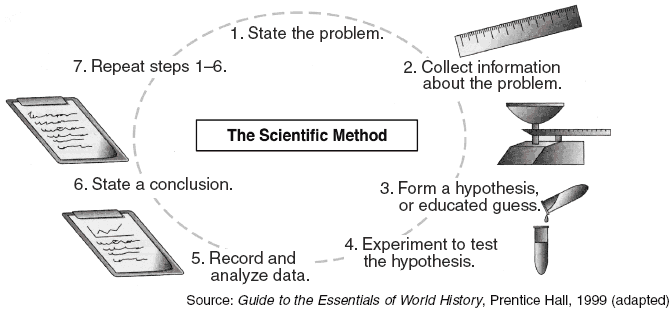 1. State the problem.
7. Repeat steps 1–6.
2. Collect information
about the problem.
The Scientific Method
6. State a conclusion.
3. Form a hypothesis,
or educated guess.
5. Record and
analyze data.
4. Experiment to test
the hypothesis.
Source: Guide to the Essentials of World History, Prentice Hall, 1999 (adapted)